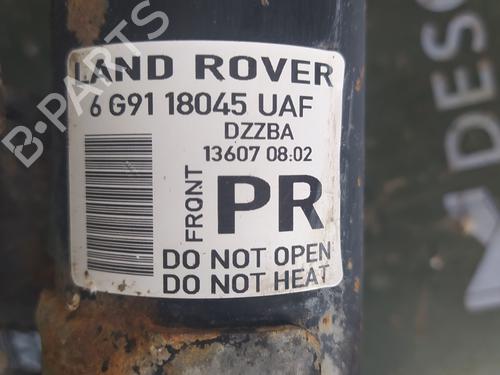 LAND ROVER
6 G91 18045 UAF
DZZBA
13607 08:02
FRONT
PR
DO NOT OPEN
DO NOT HEAT
B-PARTS
DESC